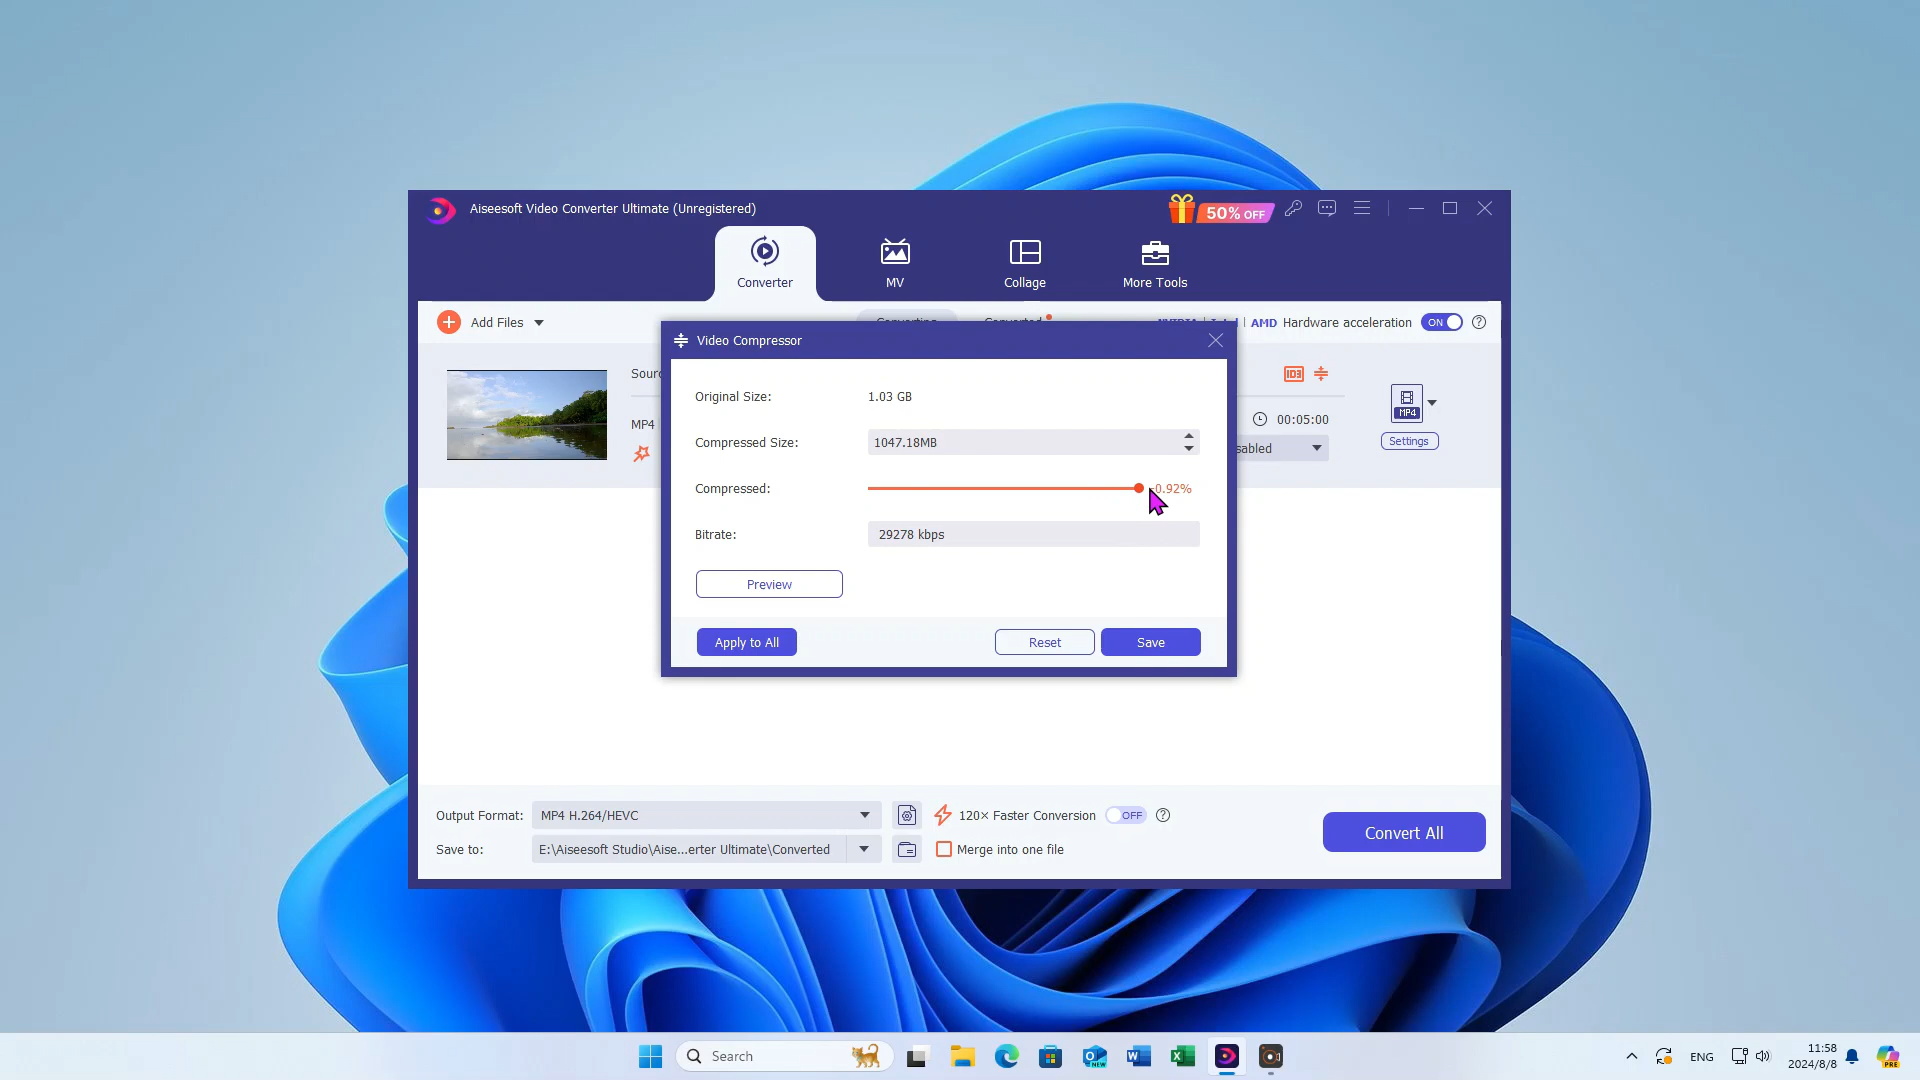 Aiseesoft Video Converter Ultimate (Unregistered)
50% OFF
Converter
MV
Collage
More Tools
Add Files
AMD Hardware acceleration
ON
Video Compressor
Original Size:
1.03 GB
Compressed Size:
1047.18MB
Compressed:
-0.92%
Bitrate:
29278 kbps
Preview
Apply to All
Reset
Save
MP4
ID3
00:05:00
MP4
Settings
Output Format:
MP4 H.264/HEVC
120× Faster Conversion
OFF
Save to:
E:\Aiseesoft Studio\Aise...erter Ultimate\Converted
Merge into one file
Convert All
Search
NEW
ENG
11:58
2024/8/8
PRE